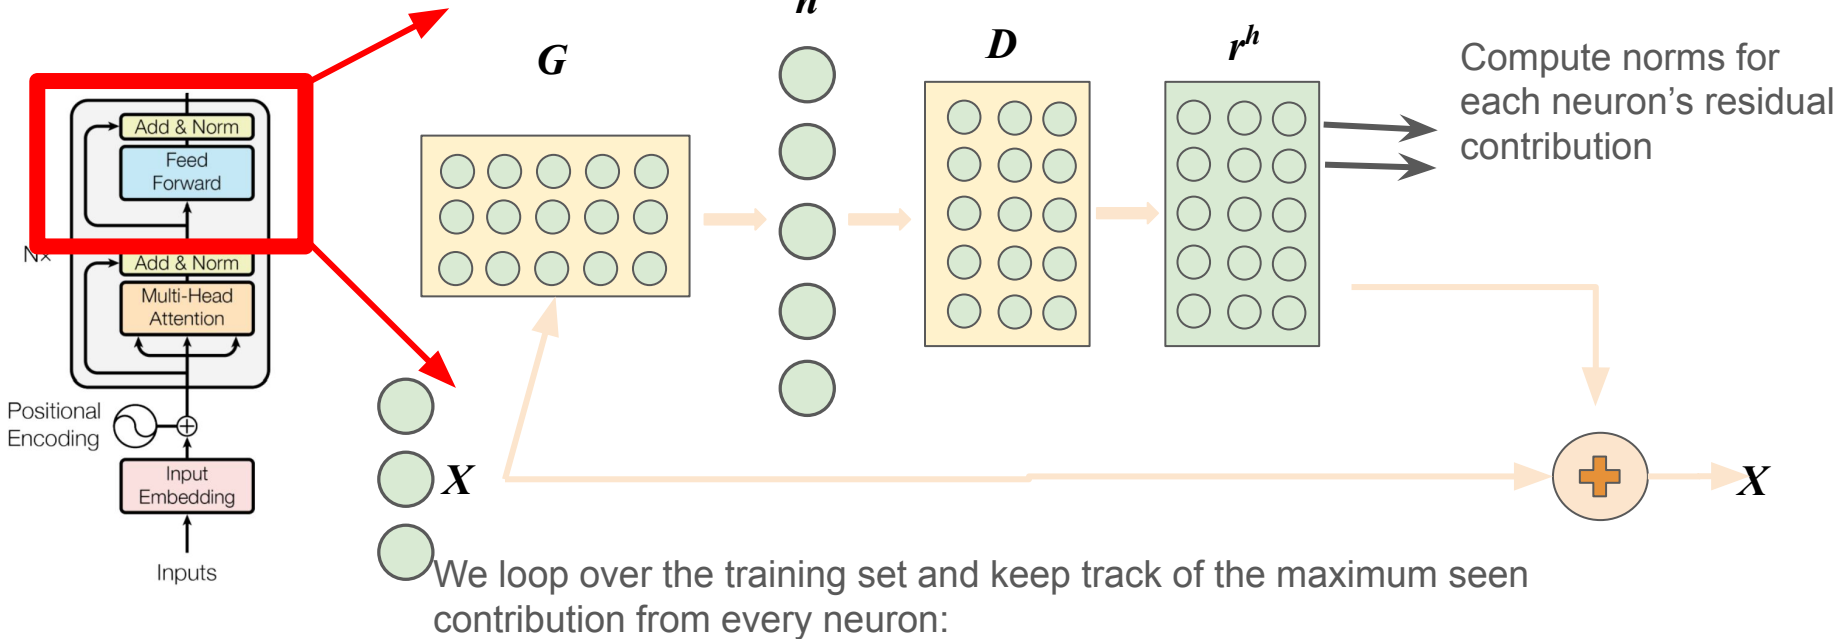 Add & Norm
Feed
Forward
N×
Add & Norm
Multi-Head
Attention
Positional
Encoding
Input
Embedding
Inputs
G
h
D
r^h
Compute norms for
each neuron’s residual
contribution
X
X
We loop over the training set and keep track of the maximum seen
contribution from every neuron: